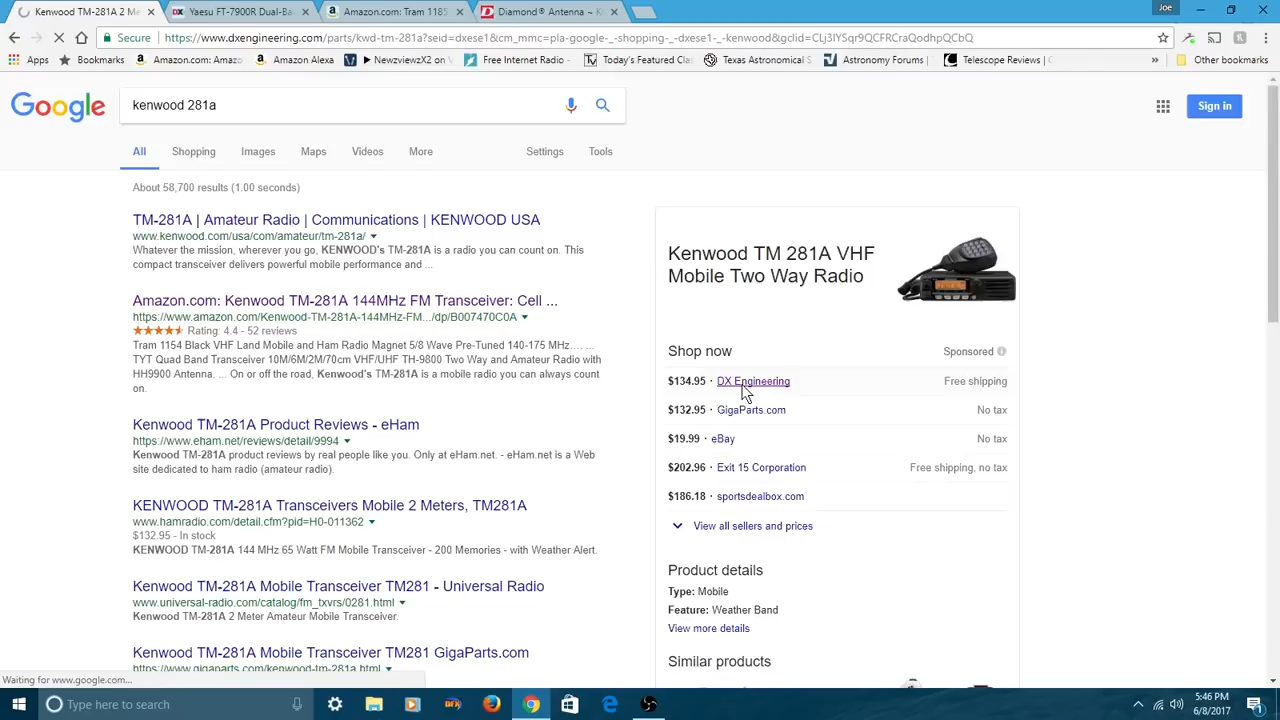 TM-281A 2 Me
Yaesu FT-7900R Dual-Ba
Amazon.com: Tram 1185
Diamond® Antenna ~ K
Joe
Secure
https://www.dxengineering.com/parts/kwd-tm-281a?seid=dxese1&cm_mmc=pla-google-_-shopping-_-dxese1-_-kenwood&gclid=CLj3lYSqr9QCFRCraQodhpQCbQ
Apps
Bookmarks
Amazon.com: Amazo
Amazon Alexa
NewzviewzX2 on V
Free Internet Radio -
Today's Featured Clas
Texas Astronomical S
Astronomy Forums
Telescope Reviews | C
Other bookmarks
Google
kenwood 281a
Sign in
All
Shopping
Images
Maps
Videos
More
Settings
Tools
About 58,700 results (1.00 seconds)
TM-281A | Amateur Radio | Communications | KENWOOD USA
www.kenwood.com/usa/com/amateur/tm-281a/
Whatever the mission, wherever you go, KENWOOD's TM-281A is a radio you can count on. This
compact transceiver delivers powerful mobile performance and ...
Amazon.com: Kenwood TM-281A 144MHz FM Transceiver: Cell ...
https://www.amazon.com/Kenwood-TM-281A-144MHz-FM.../dp/B007470C0A
Rating: 4.4 - 52 reviews
Tram 1154 Black VHF Land Mobile and Ham Radio Magnet 5/8 Wave Pre-Tuned 140-175 MHz.... ...
TYT Quad Band Transceiver 10M/6M/2M/70cm VHF/UHF TH-9800 Two Way and Amateur Radio with
HH9900 Antenna. ... On or off the road, Kenwood's TM-281A is a mobile radio you can always count
on.
Kenwood TM-281A Product Reviews - eHam
https://www.eham.net/reviews/detail/9994
Kenwood TM-281A product reviews by real people like you. Only at eHam.net. - eHam.net is a Web
site dedicated to ham radio (amateur radio).
KENWOOD TM-281A Transceivers Mobile 2 Meters, TM281A
www.hamradio.com/detail.cfm?pid=H0-011362
$132.95 - In stock
KENWOOD TM-281A 144 MHz 65 Watt FM Mobile Transceiver - 200 Memories - with Weather Alert.
Kenwood TM-281A Mobile Transceiver TM281 - Universal Radio
www.universal-radio.com/catalog/fm_txvrs/0281.html
Kenwood TM-281A 2 Meter Amateur Mobile Transceiver.
Kenwood TM-281A Mobile Transceiver TM281 GigaParts.com
https://www.gigaparts.com/kenwood-tm-281a.html
Kenwood TM 281A VHF
Mobile Two Way Radio
Shop now
Sponsored
$134.95 · DX Engineering
Free shipping
$132.95 · GigaParts.com
No tax
$19.99 · eBay
No tax
$202.96 · Exit 15 Corporation
Free shipping, no tax
$186.18 · sportsdealbox.com
View all sellers and prices
Product details
Type: Mobile
Feature: Weather Band
View more details
Similar products
Waiting for www.google.com...
Type here to search
5:46 PM
6/8/2017